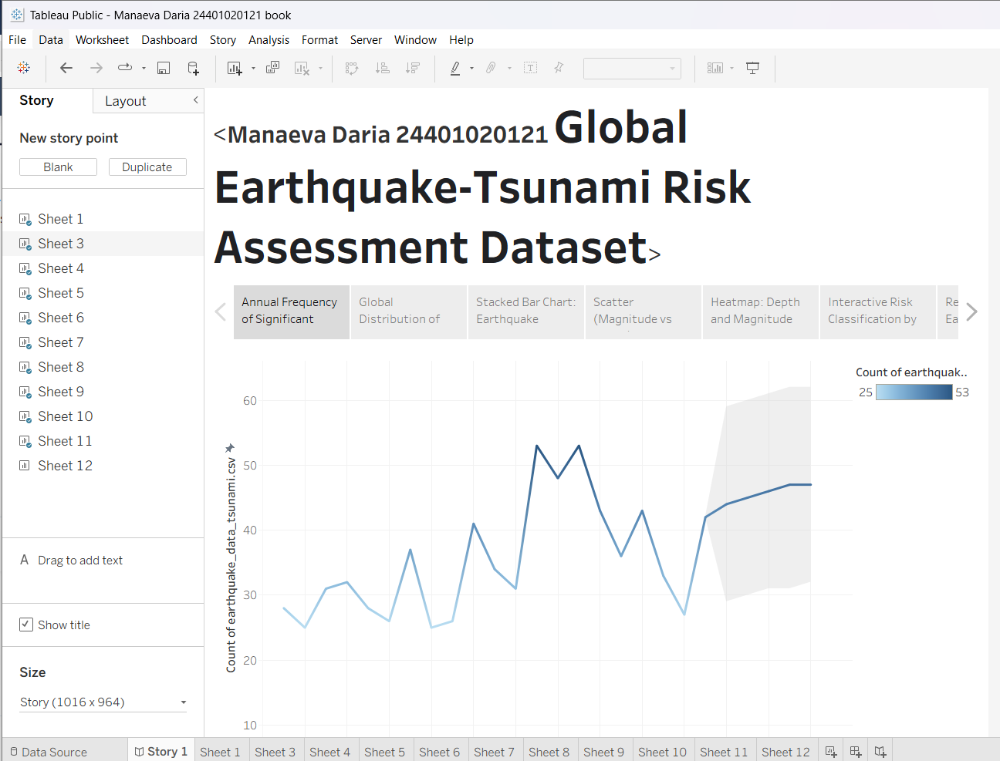 Tableau Public - Manaeva Daria 24401020121 book
File Data Worksheet Dashboard Story Analysis Format Server Window Help
Story Layout
New story point
Blank Duplicate
Sheet 1
Sheet 3
Sheet 4
Sheet 5
Sheet 6
Sheet 7
Sheet 8
Sheet 9
Sheet 10
Sheet 11
Sheet 12
A Drag to add text
Show title
Size
Story (1016 x 964)
<Manaeva Daria 24401020121 Global
Earthquake-Tsunami Risk
Assessment Dataset>
Annual Frequency
of Significant
Global
Distribution of
Stacked Bar Chart:
Earthquake
Scatter
(Magnitude vs
Heatmap: Depth
and Magnitude
Interactive Risk
Classification by
Re
Ea
Count of earthquake_data_tsunami.csv
60
50
40
30
20
10
Count of earthquak..
25 53
Data Source Story 1 Sheet 1 Sheet 3 Sheet 4 Sheet 5 Sheet 6 Sheet 7 Sheet 8 Sheet 9 Sheet 10 Sheet 11 Sheet 12